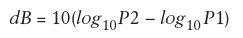 dB = 10(log₁₀P2 − log₁₀P1)